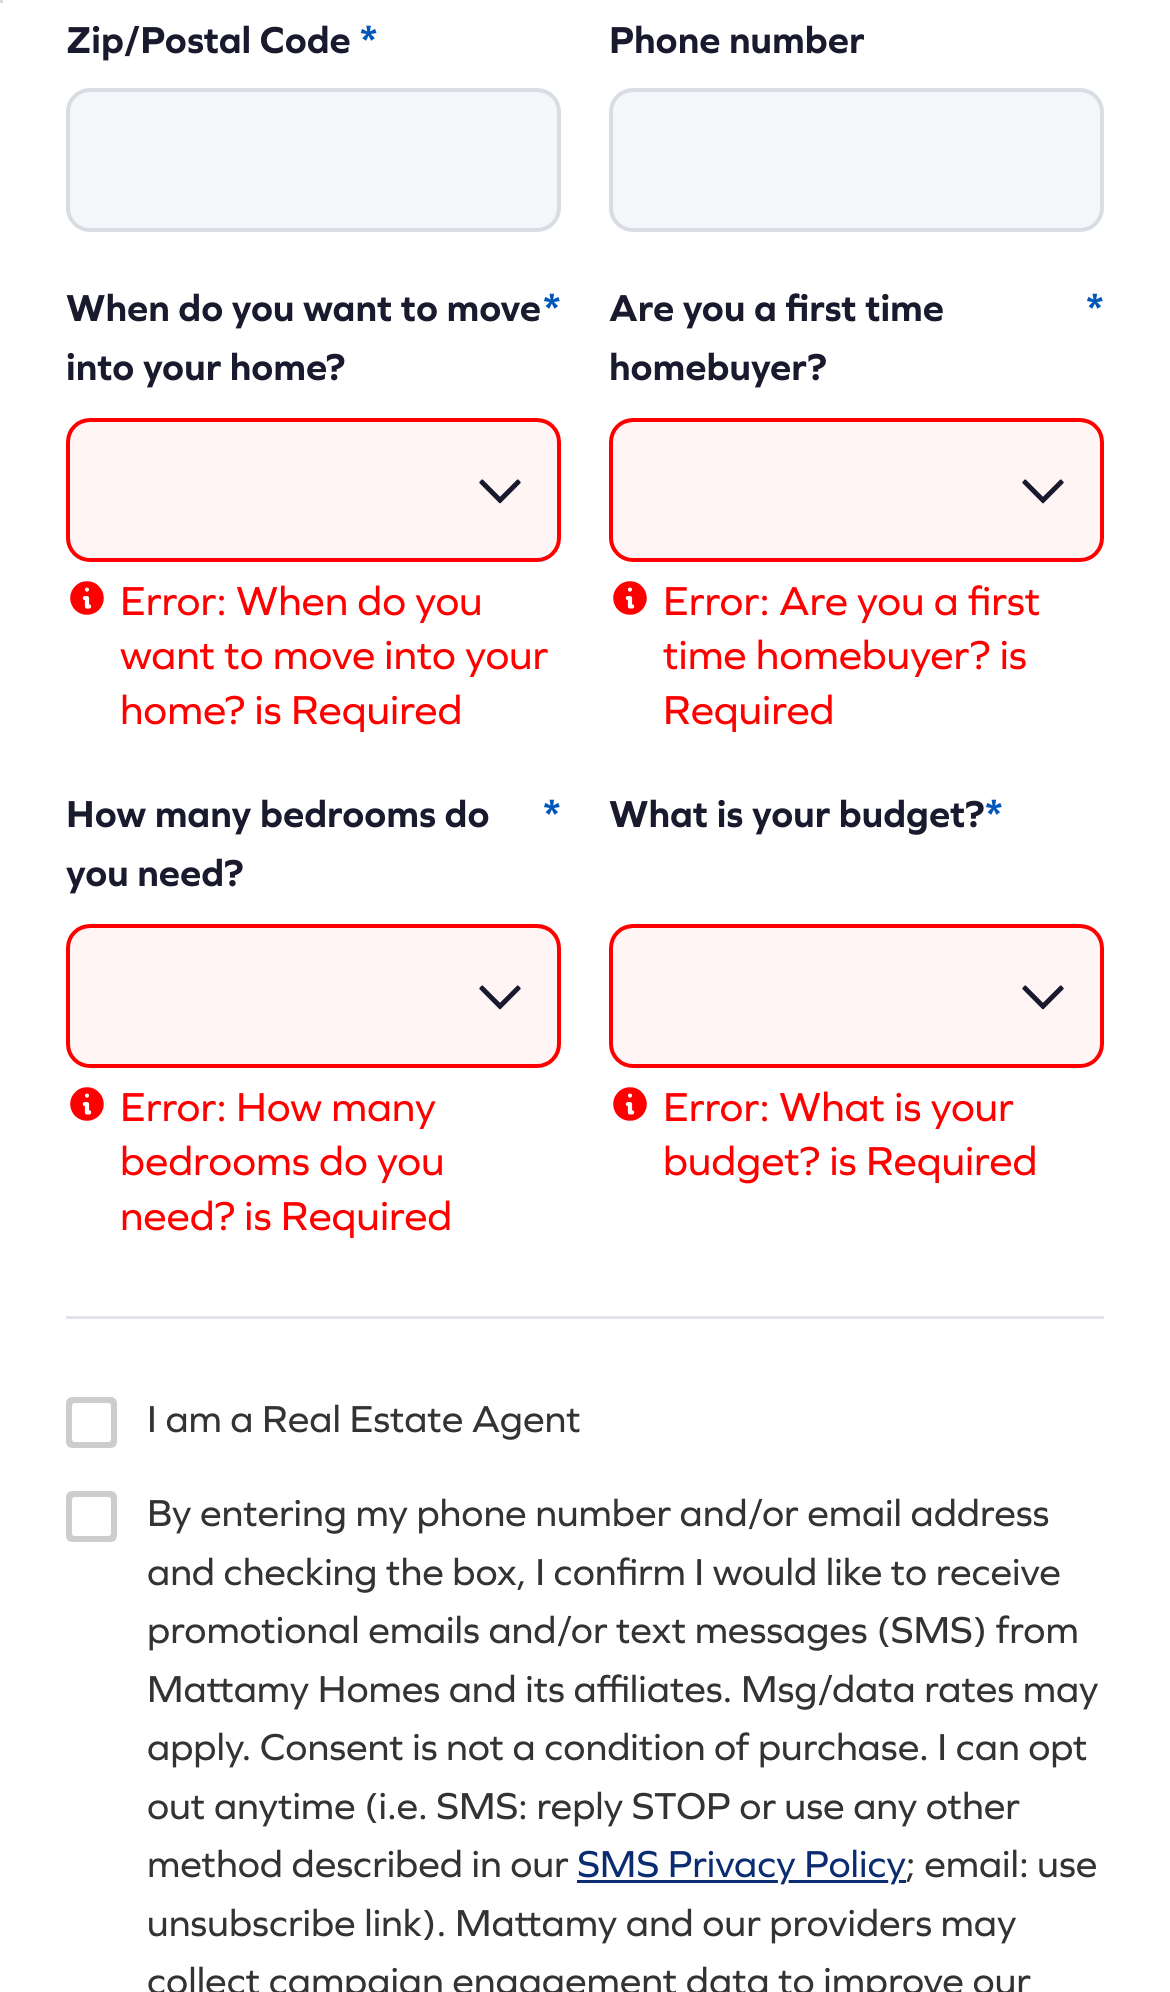 Zip/Postal Code *
Phone number
When do you want to move*
into your home?
Are you a first time *
homebuyer?
Error: When do you
want to move into your
home? is Required
Error: Are you a first
time homebuyer? is
Required
How many bedrooms do *
you need?
What is your budget?*
Error: How many
bedrooms do you
need? is Required
Error: What is your
budget? is Required
I am a Real Estate Agent
By entering my phone number and/or email address
and checking the box, I confirm I would like to receive
promotional emails and/or text messages (SMS) from
Mattamy Homes and its affiliates. Msg/data rates may
apply. Consent is not a condition of purchase. I can opt
out anytime (i.e. SMS: reply STOP or use any other
method described in our SMS Privacy Policy; email: use
unsubscribe link). Mattamy and our providers may
collect campaign engagement data to improve our